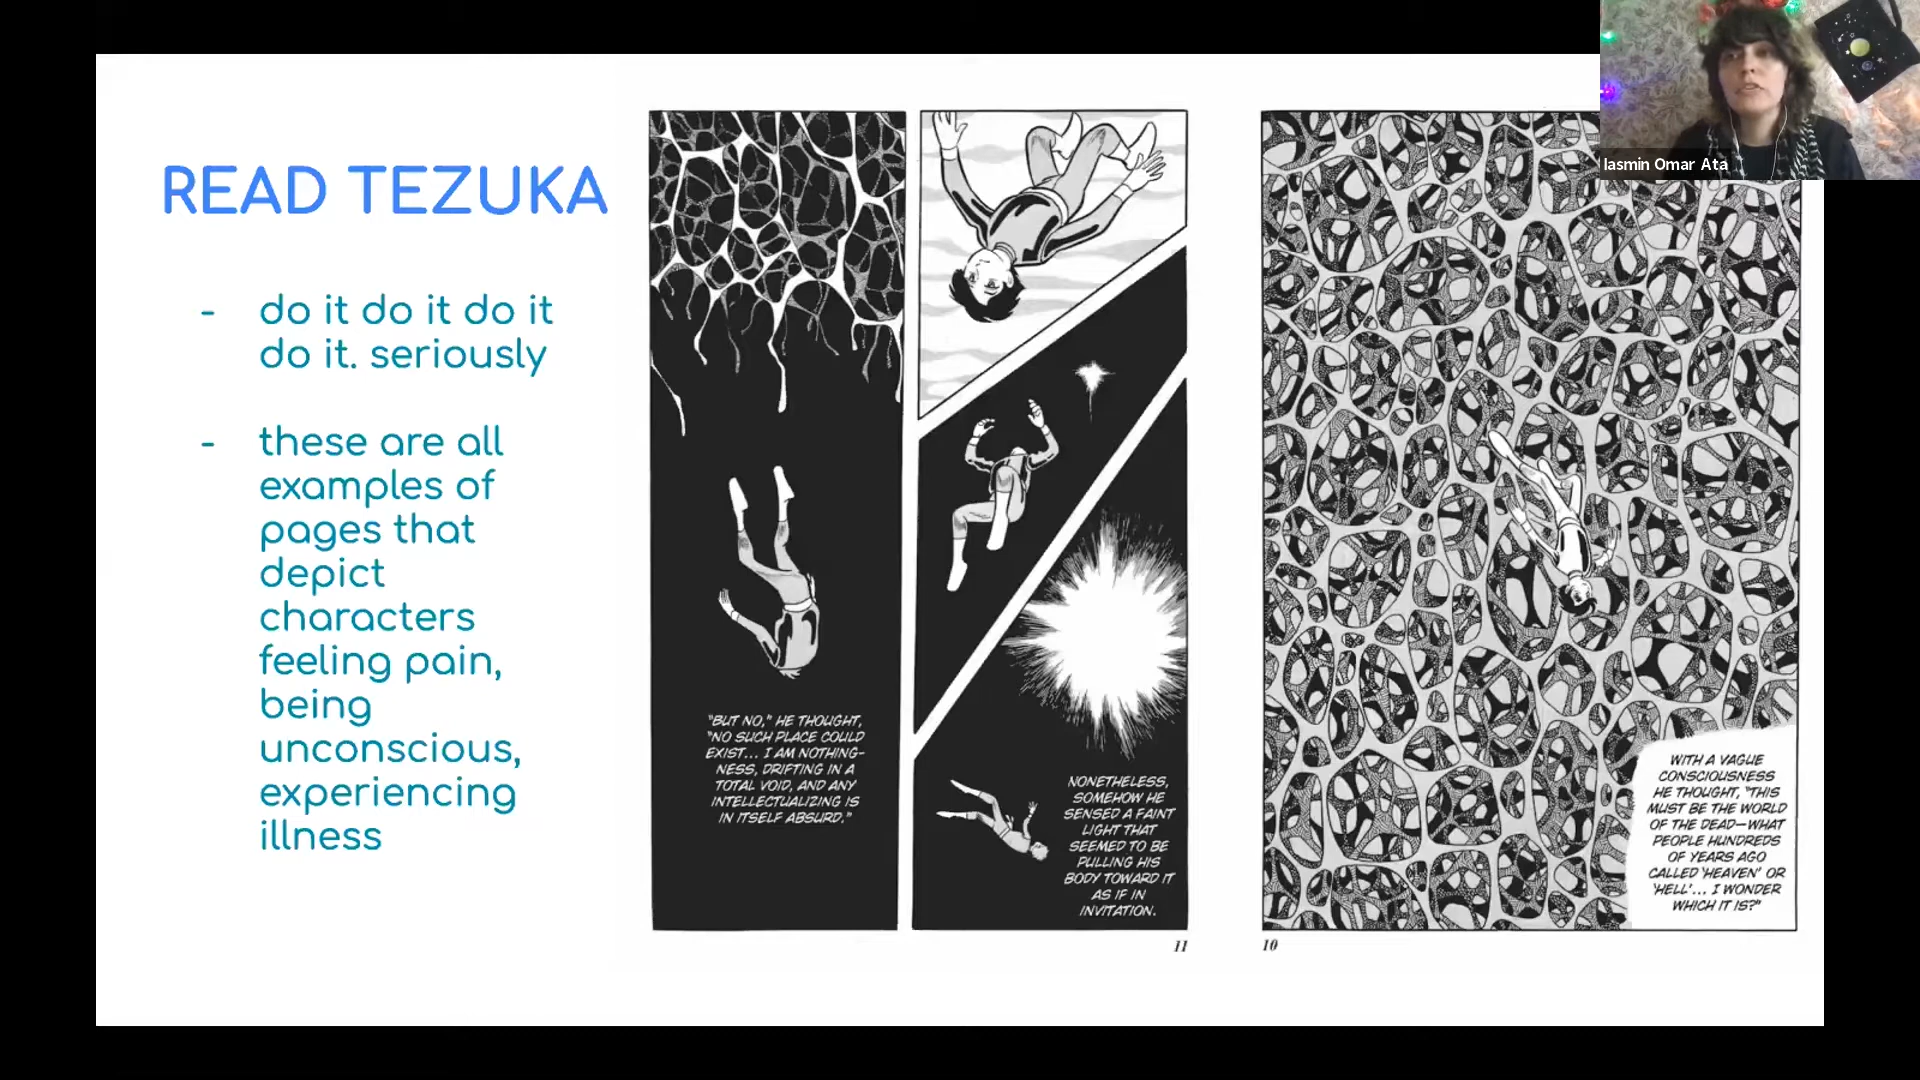 READ TEZUKA
- do it do it do it
do it. seriously
- these are all
examples of
pages that
depict
characters
feeling pain,
being
unconscious,
experiencing
illness
"BUT NO," HE THOUGHT,
"NO SUCH PLACE COULD
EXIST... I AM NOTHING-
NESS, DRIFTING IN A
TOTAL VOID, AND ANY
INTELLECTUALIZING IS
IN ITSELF ABSURD."
NONETHELESS,
SOMEHOW HE
SENSED A FAINT
LIGHT THAT
SEEMED TO BE
PULLING HIS
BODY TOWARD IT
AS IF IN
INVITATION.
11
WITH A VAGUE
CONSCIOUSNESS
HE THOUGHT, "THIS
MUST BE THE WORLD
OF THE DEAD—WHAT
PEOPLE HUNDREDS
OF YEARS AGO
CALLED 'HEAVEN' OR
'HELL'... I WONDER
WHICH IT IS?"
10
Iasmin Omar Ata